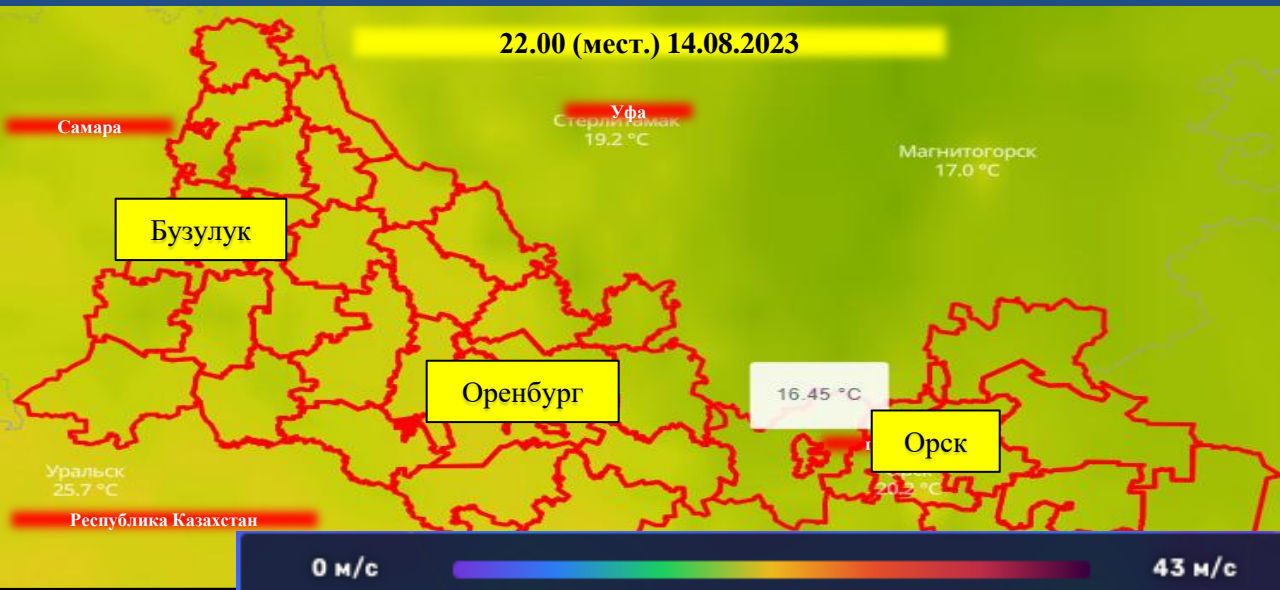 22.00 (мест.) 14.08.2023
Самара
Уфа
Стерлитамак
19.2 °C
Магнитогорск
17.0 °C
Бузулук
Оренбург
16.45 °C
Орск
20.2 °C
Уральск
25.7 °C
Республика Казахстан
0 м/с
43 м/с